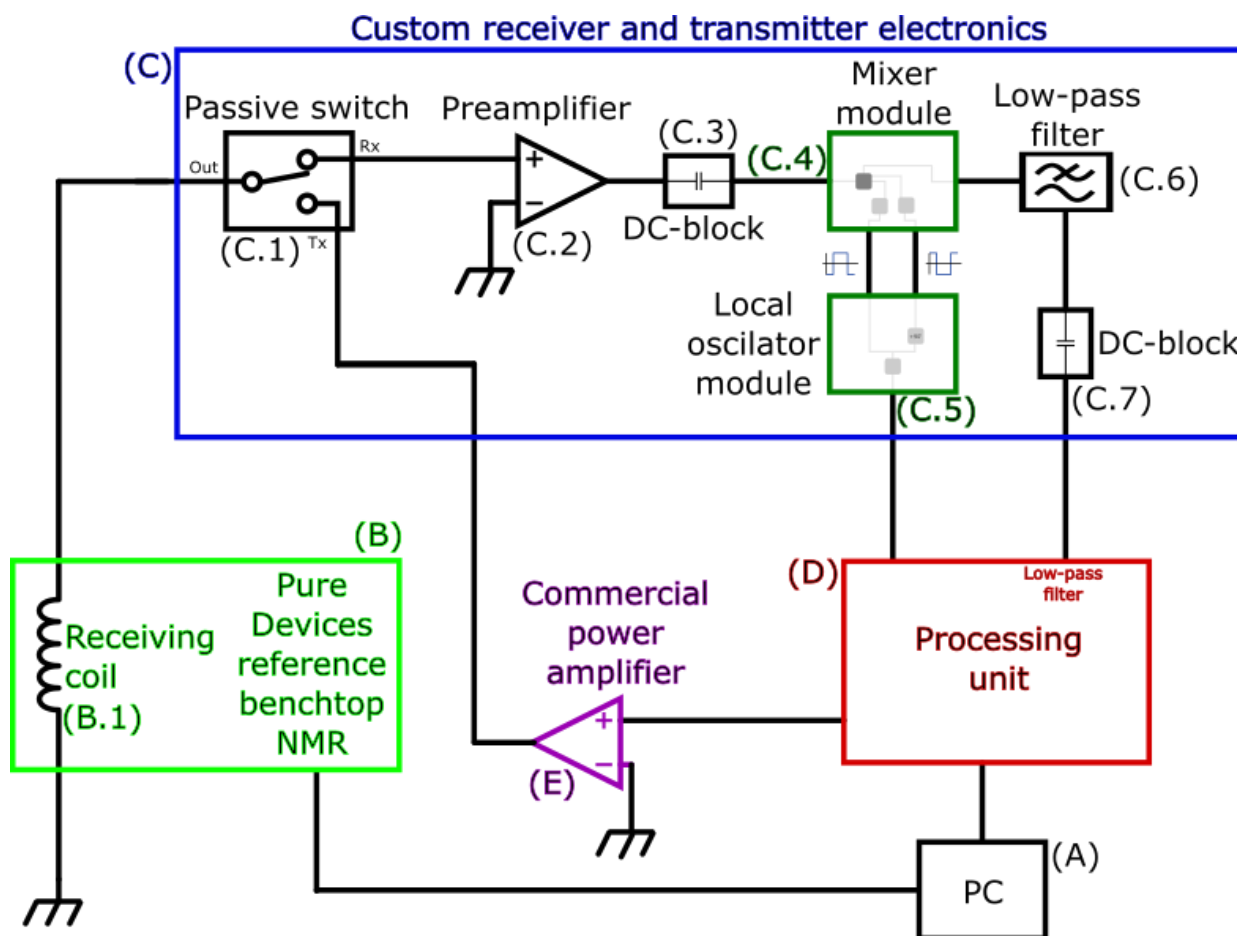 Custom receiver and transmitter electronics
(C)
Passive switch
Out
Rx
(C.1)
Tx
Preamplifier
+
−
(C.2)
(C.3)
DC-block
(C.4)
Mixer
module
Low-pass
filter
(C.6)
Local
oscilator
module
(C.5)
DC-block
(C.7)
(B)
Pure
Devices
reference
benchtop
NMR
Receiving
coil
(B.1)
Commercial
power
amplifier
+
−
(E)
(D)
Low-pass
filter
Processing
unit
(A)
PC